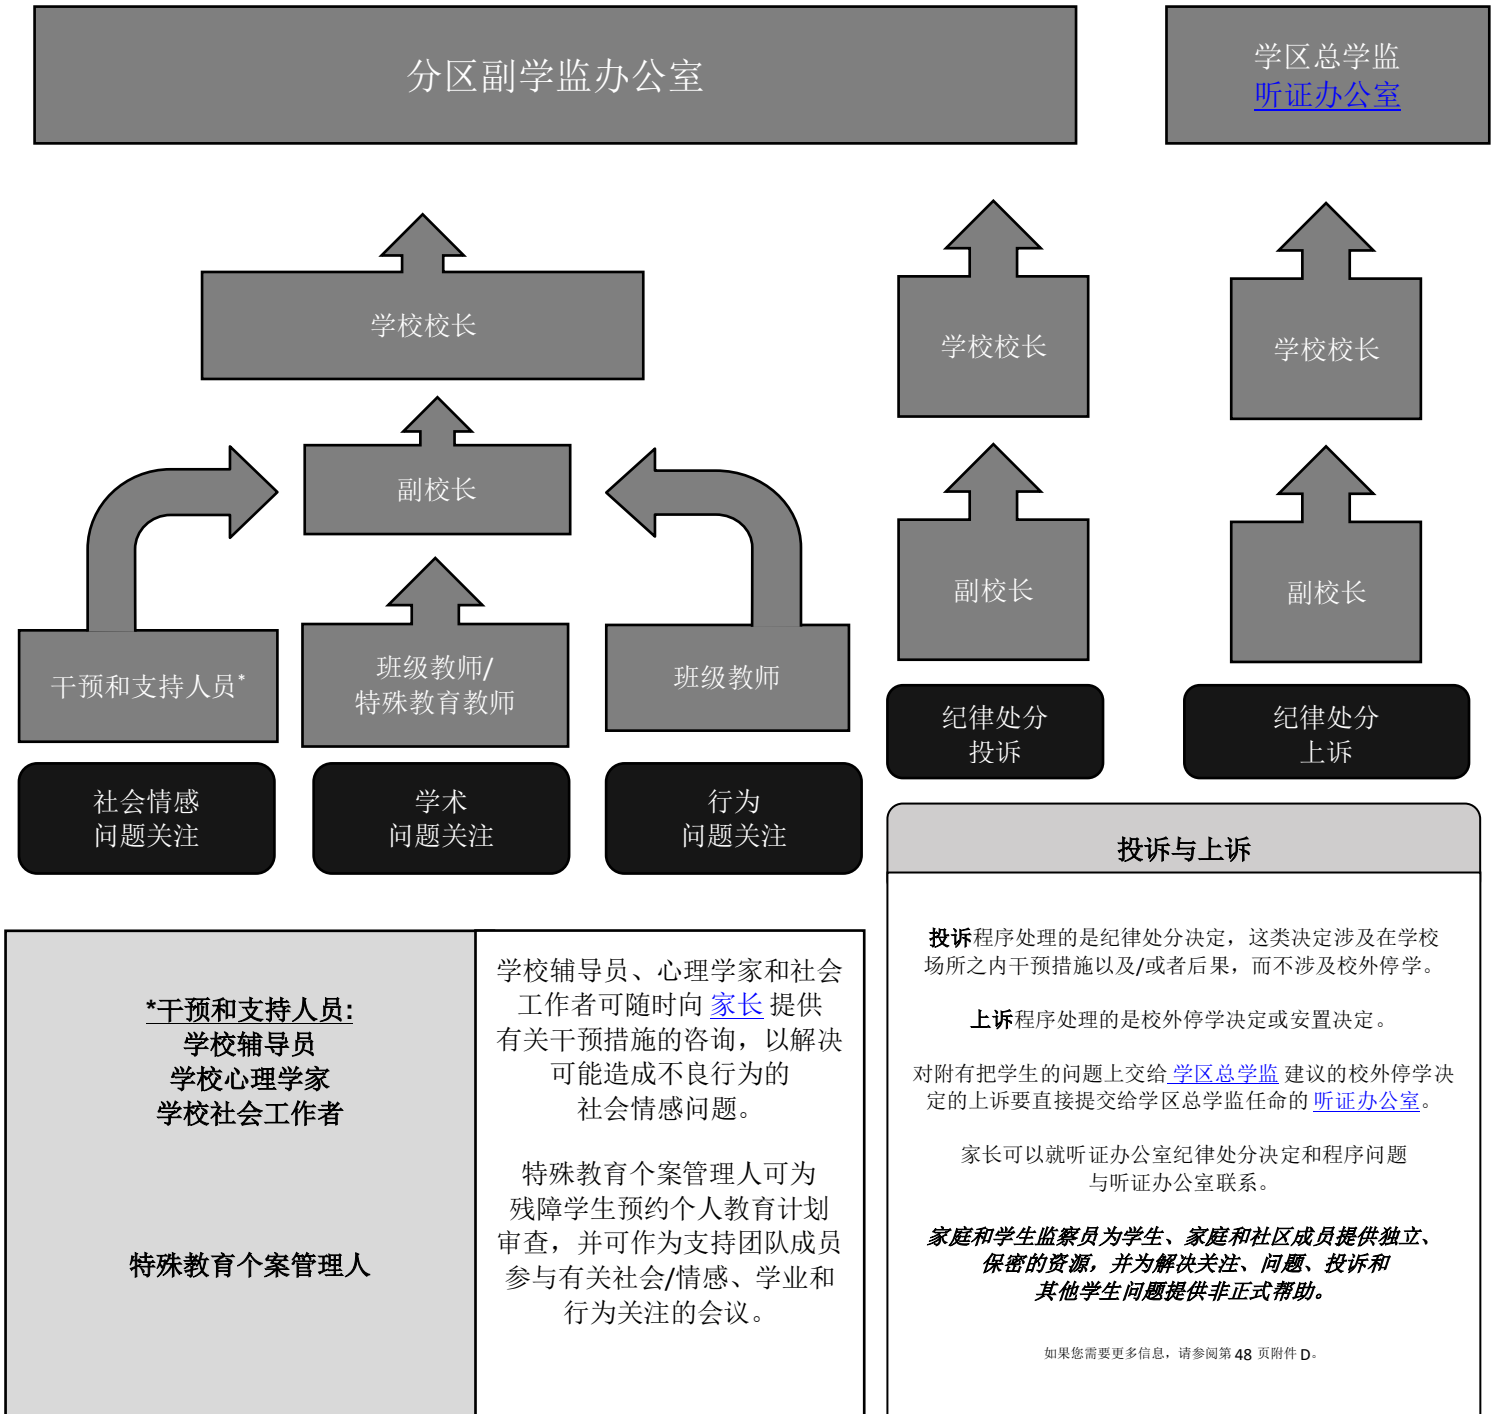 分区副学监办公室
学区总学监
听证办公室
学校校长
学校校长
学校校长
副校长
副校长
副校长
干预和支持人员*
班级教师/
特殊教育教师
班级教师
纪律处分
投诉
纪律处分
上诉
社会情感
问题关注
学术
问题关注
行为
问题关注
*干预和支持人员:
学校辅导员
学校心理学家
学校社会工作者
特殊教育个案管理人
学校辅导员、心理学家和社会
工作者可随时向 家长 提供
有关干预措施的咨询，以解决
可能造成不良行为的
社会情感问题。
特殊教育个案管理人可为
残障学生预约个人教育计划
审查，并可作为支持团队成员
参与有关社会/情感、学业和
行为关注的会议。
投诉与上诉
投诉程序处理的是纪律处分决定，这类决定涉及在学校
场所之内干预措施以及/或者后果，而不涉及校外停学。
上诉程序处理的是校外停学决定或安置决定。
对附有把学生的问题上交给 学区总学监 建议的校外停学决
定的上诉要直接提交给学区总学监任命的 听证办公室。
家长可以就听证办公室纪律处分决定和程序问题
与听证办公室联系。
家庭和学生监察员为学生、家庭和社区成员提供独立、
保密的资源，并为解决关注、问题、投诉和
其他学生问题提供非正式帮助。
如果您需要更多信息，请参阅第 48 页附件 D。